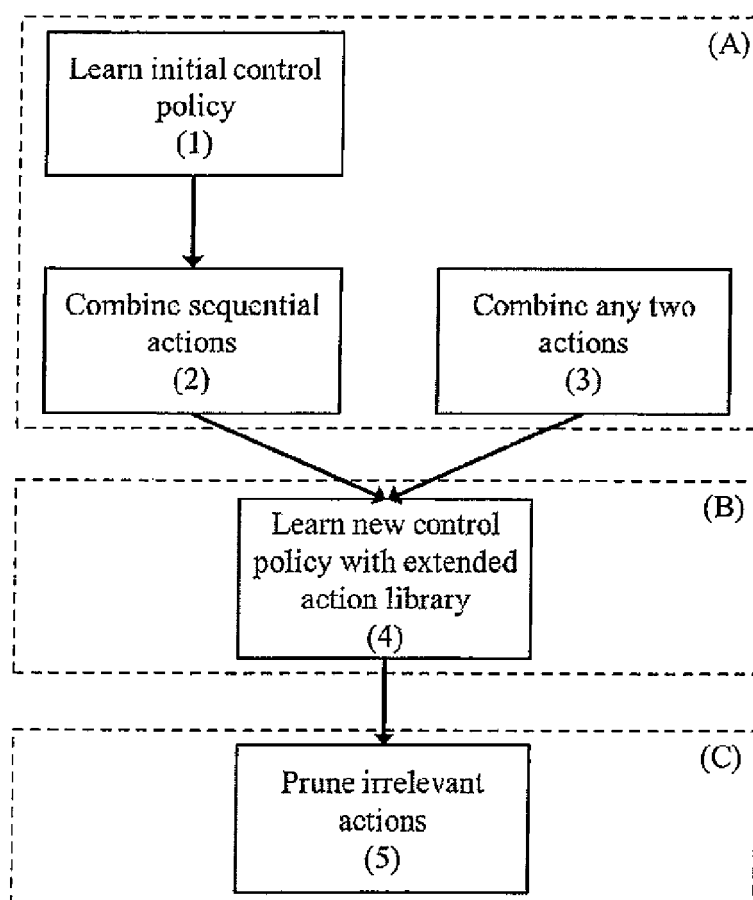 (A)
Learn initial control
policy
(1)
Combine sequential
actions
(2)
Combine any two
actions
(3)
(B)
Learn new control
policy with extended
action library
(4)
(C)
Prune irrelevant
actions
(5)